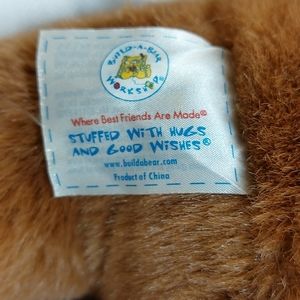 BUILD-A-BEAR
WORKSHOP®
Where Best Friends Are Made®
STUFFED WITH HUGS
AND GOOD WISHES®
www.buildabear.com
Product of China